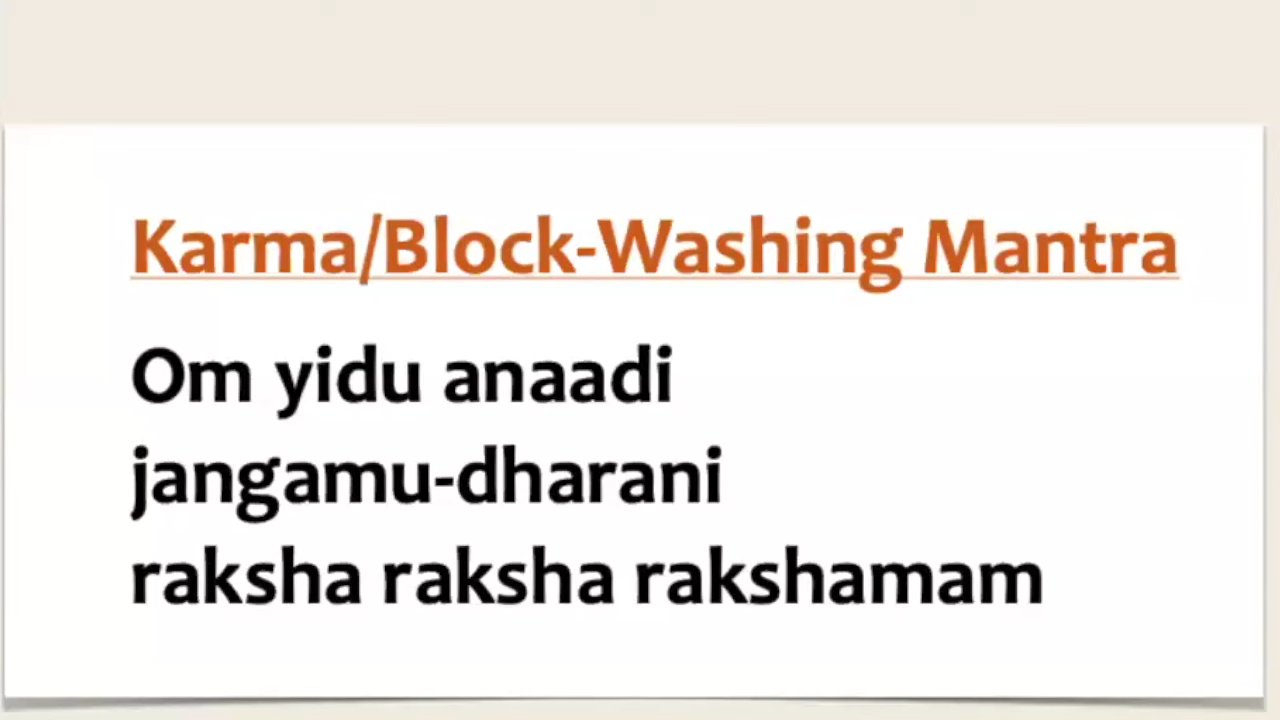 Karma/Block-Washing Mantra
Om yidu anaadi
jangamu-dharani
raksha raksha rakshamam